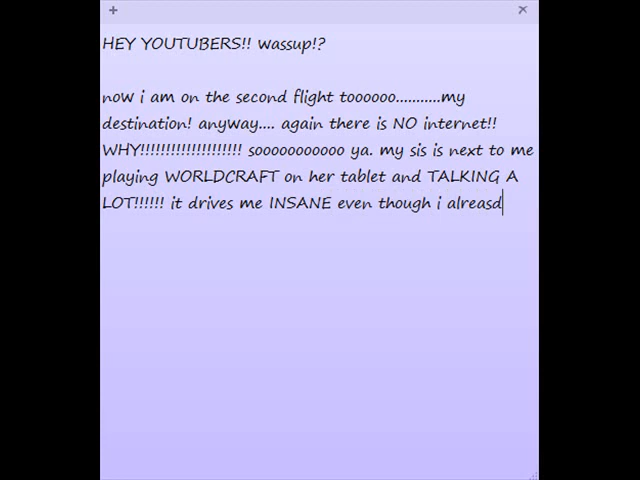 HEY YOUTUBERS!! Wassup!?
now i am on the second flight toooooo...........my
destination! anyway.... again there is NO internet!!
WHY!!!!!!!!!!!!!!!!!!!! sooooooooooo ya. my sis is next to me
playing WORLDCRAFT on her tablet and TALKING A
LOT!!!!!! it drives me INSANE even though i alreasd